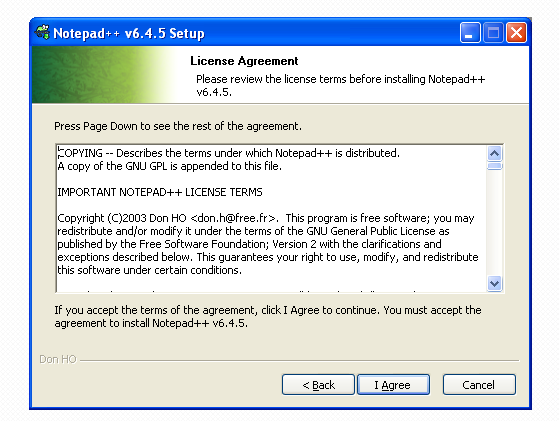 Notepad++ v6.4.5 Setup
License Agreement
Please review the license terms before installing Notepad++
v6.4.5.
Press Page Down to see the rest of the agreement.
COPYING -- Describes the terms under which Notepad++ is distributed.
A copy of the GNU GPL is appended to this file.
IMPORTANT NOTEPAD++ LICENSE TERMS
Copyright (C)2003 Don HO <don.h@free.fr>. This program is free software; you may
redistribute and/or modify it under the terms of the GNU General Public License as
published by the Free Software Foundation; Version 2 with the clarifications and
exceptions described below. This guarantees your right to use, modify, and redistribute
this software under certain conditions.
If you accept the terms of the agreement, click I Agree to continue. You must accept the
agreement to install Notepad++ v6.4.5.
Don HO
< Back
I Agree
Cancel